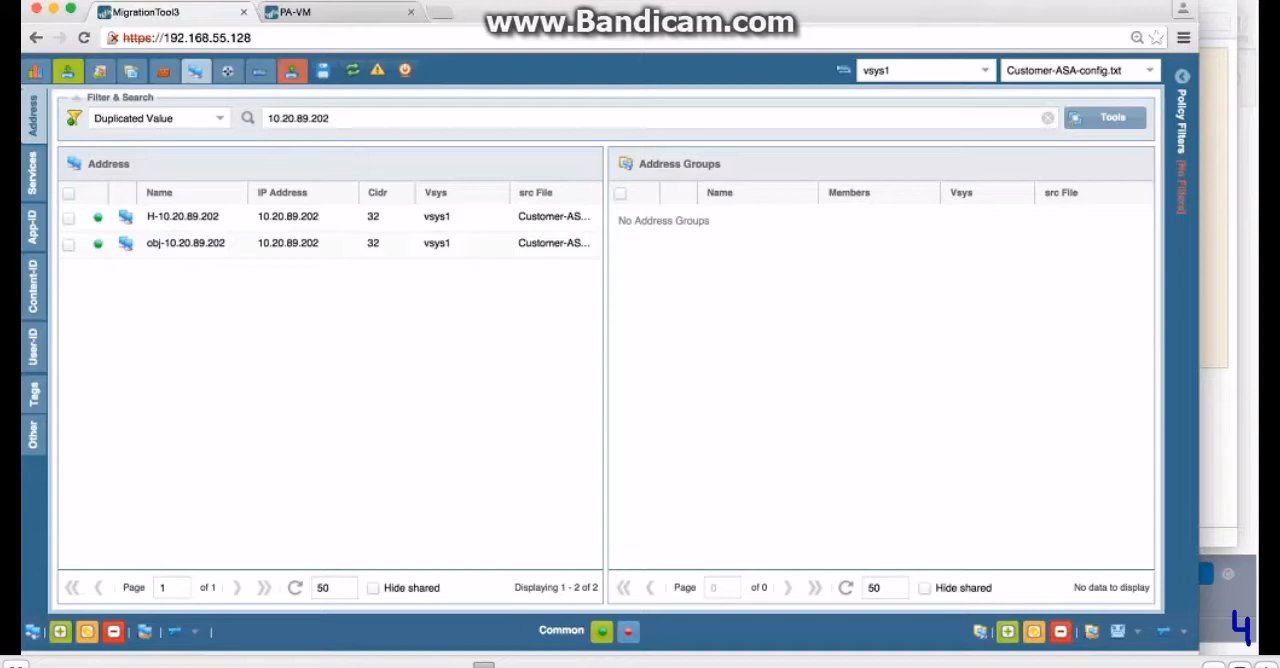 MigrationTool3
PA-VM
www.Bandicam.com
https://192.168.55.128
vsys1
Customer-ASA-config.txt
Filter & Search
Duplicated Value
10.20.89.202
Tools
Address
Services
App-ID
Content-ID
User-ID
Tags
Other
Policy Filters [No Filters]
Address
Name IP Address Cidr Vsys src File
H-10.20.89.202 10.20.89.202 32 vsys1 Customer-AS...
obj-10.20.89.202 10.20.89.202 32 vsys1 Customer-AS...
Page 1 of 1 50 Hide shared Displaying 1 - 2 of 2
Address Groups
Name Members Vsys src File
No Address Groups
Page 0 of 0 50 Hide shared No data to display
Common
4